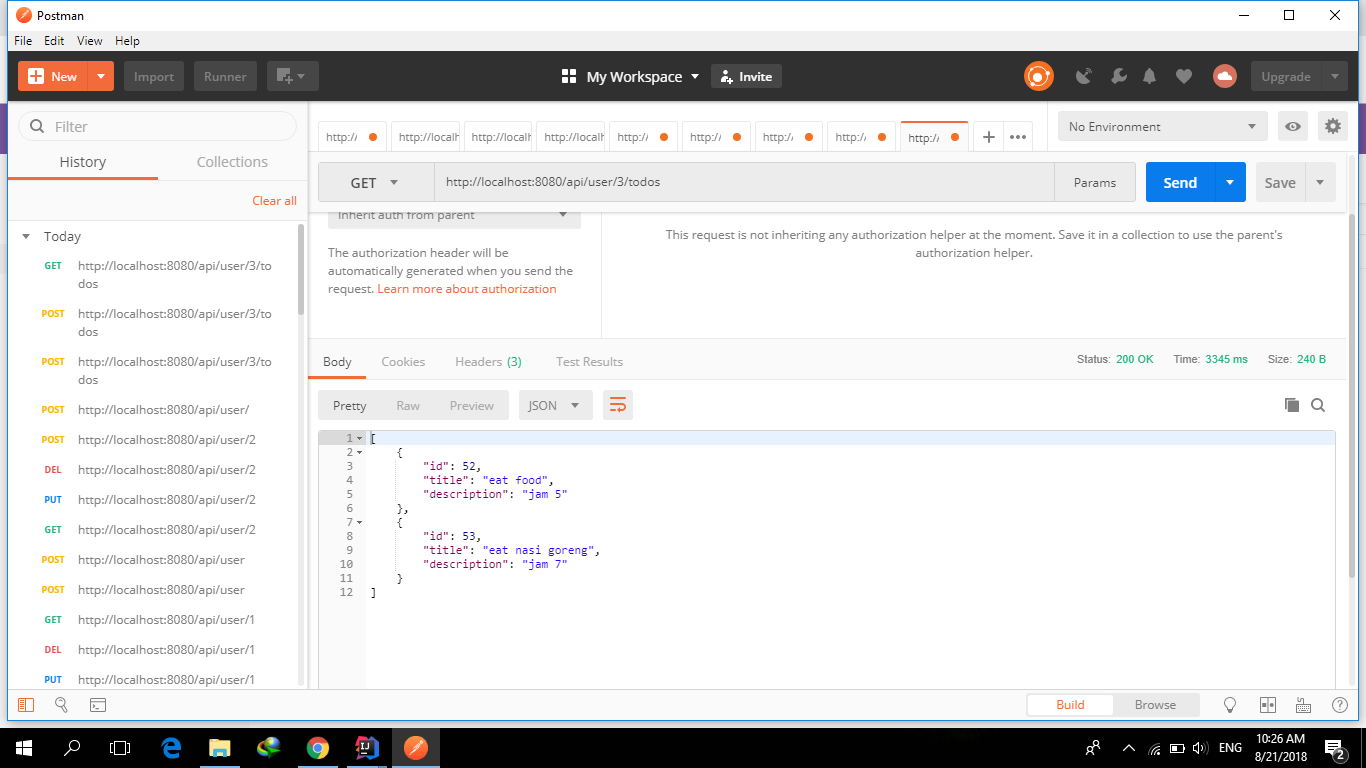 Postman
File Edit View Help
New Import Runner My Workspace Invite Upgrade
Filter
History Collections
Clear all
Today
GET http://localhost:8080/api/user/3/to
dos
POST http://localhost:8080/api/user/3/to
dos
POST http://localhost:8080/api/user/3/to
dos
POST http://localhost:8080/api/user/
POST http://localhost:8080/api/user/2
DEL http://localhost:8080/api/user/2
PUT http://localhost:8080/api/user/2
GET http://localhost:8080/api/user/2
POST http://localhost:8080/api/user
POST http://localhost:8080/api/user
GET http://localhost:8080/api/user/1
DEL http://localhost:8080/api/user/1
PUT http://localhost:8080/api/user/1
http:/ http://localh http://localh http://localh http:/ http:/ http:/ http:/ http:/ No Environment
GET http://localhost:8080/api/user/3/todos Params Send Save
Inherit auth from parent
The authorization header will be
automatically generated when you send the
request. Learn more about authorization
This request is not inheriting any authorization helper at the moment. Save it in a collection to use the parent's
authorization helper.
Body Cookies Headers (3) Test Results Status: 200 OK Time: 3345 ms Size: 240 B
Pretty Raw Preview JSON
1 [
2 {
3 "id": 52,
4 "title": "eat food",
5 "description": "jam 5"
6 },
7 {
8 "id": 53,
9 "title": "eat nasi goreng",
10 "description": "jam 7"
11 }
12 ]
Build Browse
ENG 10:26 AM
8/21/2018 2